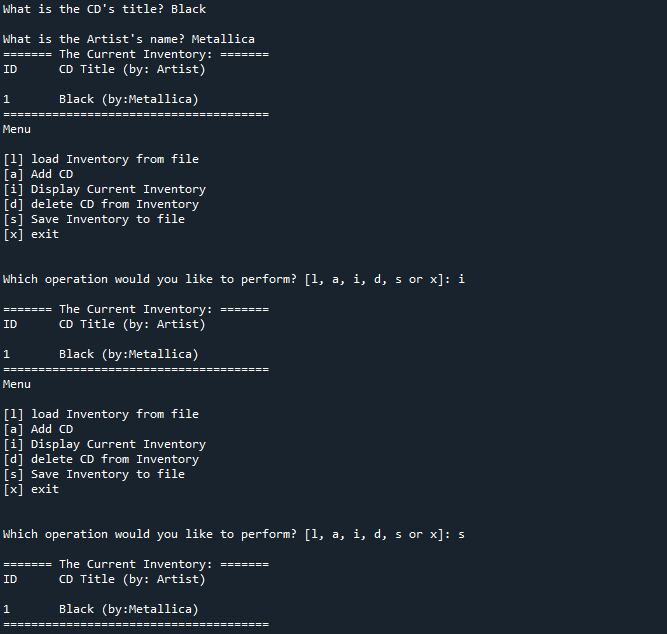 What is the CD's title? Black
What is the Artist's name? Metallica
======= The Current Inventory: =======
ID      CD Title (by: Artist)
1       Black (by:Metallica)
======================================
Menu
[l] load Inventory from file
[a] Add CD
[i] Display Current Inventory
[d] delete CD from Inventory
[s] Save Inventory to file
[x] exit
Which operation would you like to perform? [l, a, i, d, s or x]: i
======= The Current Inventory: =======
ID      CD Title (by: Artist)
1       Black (by:Metallica)
======================================
Menu
[l] load Inventory from file
[a] Add CD
[i] Display Current Inventory
[d] delete CD from Inventory
[s] Save Inventory to file
[x] exit
Which operation would you like to perform? [l, a, i, d, s or x]: s
======= The Current Inventory: =======
ID      CD Title (by: Artist)
1       Black (by:Metallica)
======================================